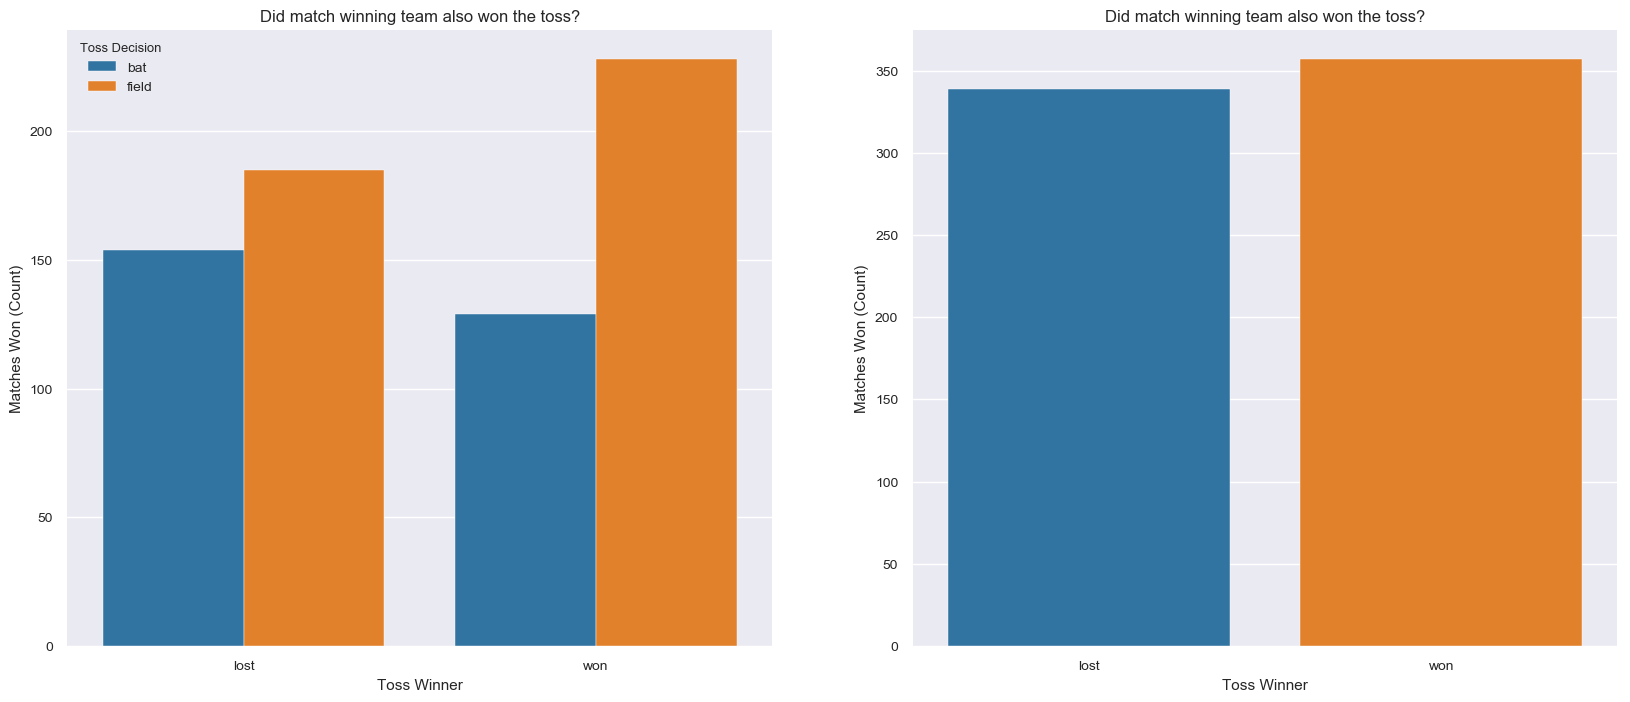 Did match winning team also won the toss?
Toss Decision
bat
field
Matches Won (Count)
200
150
100
50
0
lost
won
Toss Winner
Did match winning team also won the toss?
Matches Won (Count)
350
300
250
200
150
100
50
0
lost
won
Toss Winner